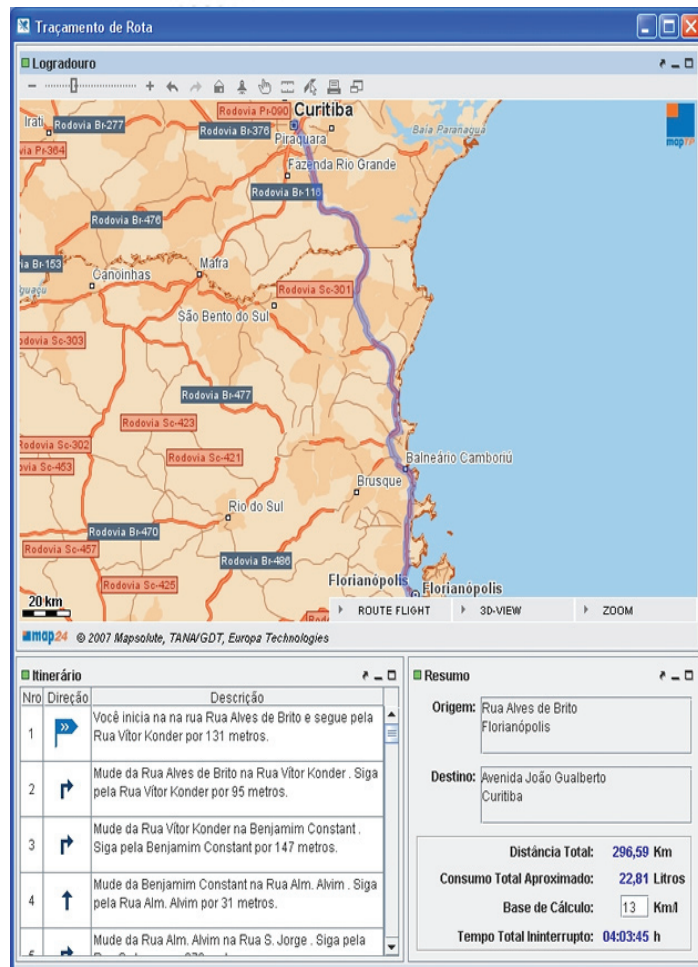 Traçamento de Rota
Logradouro
Curitiba
Rodovia Pr-090
Irati
Rodovia Br-277
Rodovia Br-376
Piraquara
Baía Paranaguá
via Pr-364
mapTP
Fazenda Rio Grande
Rodovia Br-116
Rodovia Br-476
via Br-153
Mafra
Canoinhas
Iguaçu
Rodovia Sc-301
São Bento do Sul
Rodovia Sc-303
Rodovia Br-477
Rodovia Sc-423
Rodovia Sc-302
Rodovia Sc-421
via Sc-453
Balneário Camboriú
Brusque
Rio do Sul
Rodovia Br-470
Rodovia Sc-457
Rodovia Br-486
Rodovia Sc-425
Florianópolis
Florianópolis
20 km
ROUTE FLIGHT 3D-VIEW ZOOM
map24 © 2007 Mapsolute, TANA/GDT, Europa Technologies
Itinerário
Nro Direção Descrição
1 Você inicia na na rua Rua Alves de Brito e segue pela
Rua Vítor Konder por 131 metros.
2 Mude da Rua Alves de Brito na Rua Vítor Konder . Siga
pela Rua Vítor Konder por 95 metros.
3 Mude da Rua Vítor Konder na Benjamim Constant .
Siga pela Benjamim Constant por 147 metros.
4 Mude da Benjamim Constant na Rua Alm. Alvim . Siga
pela Rua Alm. Alvim por 31 metros.
Mude da Rua Alm. Alvim na Rua S. Jorge . Siga pela
Resumo
Origem: Rua Alves de Brito
Florianópolis
Destino: Avenida João Gualberto
Curitiba
Distância Total: 296,59 Km
Consumo Total Aproximado: 22,81 Litros
Base de Cálculo: 13 Km/l
Tempo Total Ininterrupto: 04:03:45 h